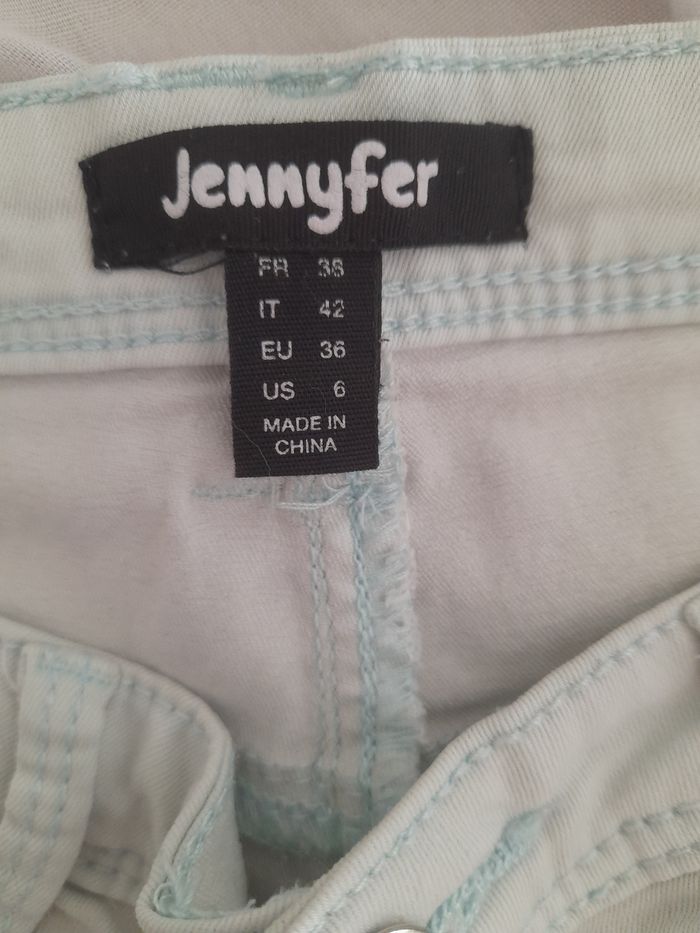 Jennyfer
FR 38
IT 42
EU 36
US 6
MADE IN
CHINA